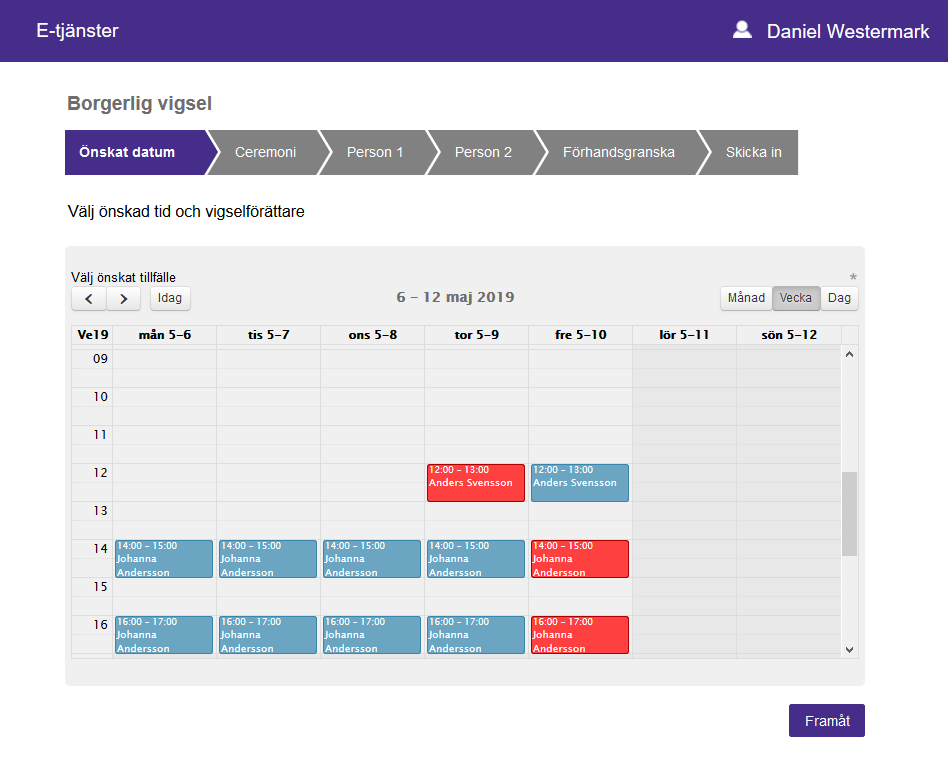 E-tjänster
Daniel Westermark
Borgerlig vigsel
Önskat datum
Ceremoni
Person 1
Person 2
Förhandsgranska
Skicka in
Välj önskad tid och vigselförättare
Välj önskat tillfälle
*
Idag
6 – 12 maj 2019
Månad
Vecka
Dag
Ve19
mån 5-6
tis 5-7
ons 5-8
tor 5-9
fre 5-10
lör 5-11
sön 5-12
09
10
11
12
12:00 - 13:00
Anders Svensson
12:00 - 13:00
Anders Svensson
13
14
14:00 - 15:00
Johanna
Andersson
14:00 - 15:00
Johanna
Andersson
14:00 - 15:00
Johanna
Andersson
14:00 - 15:00
Johanna
Andersson
14:00 - 15:00
Johanna
Andersson
15
16
16:00 - 17:00
Johanna
Andersson
16:00 - 17:00
Johanna
Andersson
16:00 - 17:00
Johanna
Andersson
16:00 - 17:00
Johanna
Andersson
16:00 - 17:00
Johanna
Andersson
Framåt